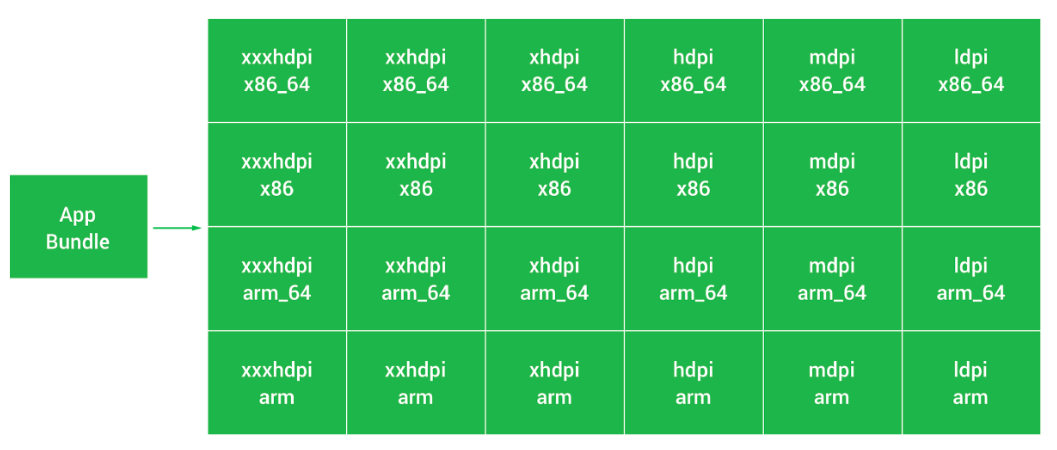 App
Bundle
xxxhdpi
x86_64
xxhdpi
x86_64
xhdpi
x86_64
hdpi
x86_64
mdpi
x86_64
ldpi
x86_64
xxxhdpi
x86
xxhdpi
x86
xhdpi
x86
hdpi
x86
mdpi
x86
ldpi
x86
xxxhdpi
arm_64
xxhdpi
arm_64
xhdpi
arm_64
hdpi
arm_64
mdpi
arm_64
ldpi
arm_64
xxxhdpi
arm
xxhdpi
arm
xhdpi
arm
hdpi
arm
mdpi
arm
ldpi
arm